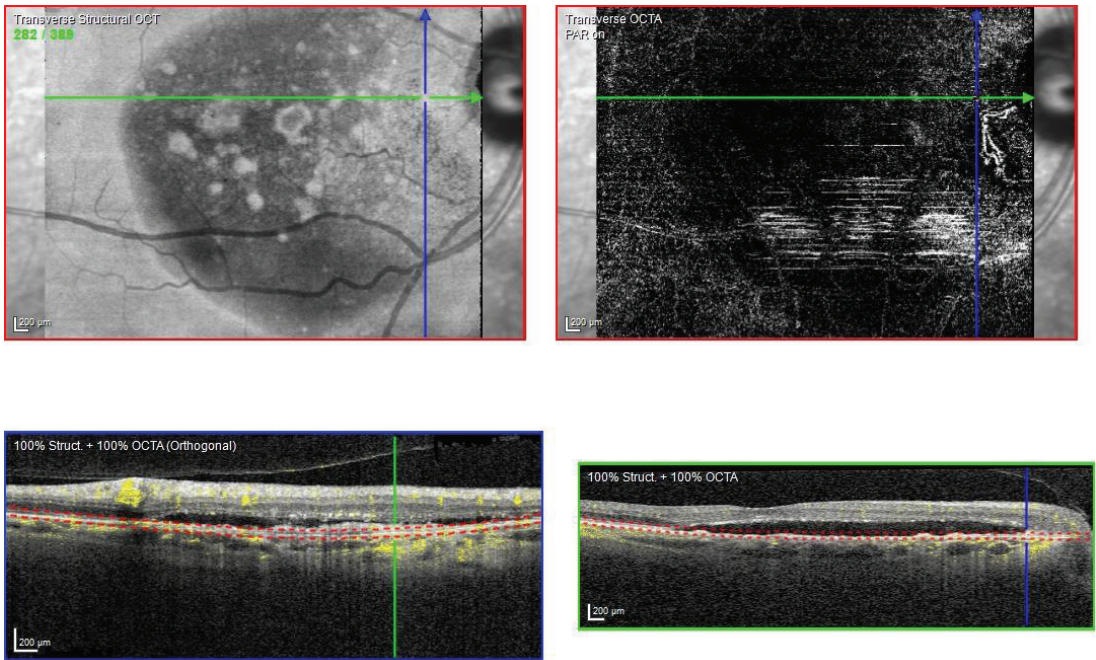 Transverse Structural OCT
282 / 389
200 µm
Transverse OCTA
PAR on
200 µm
100% Struct. + 100% OCTA (Orthogonal)
200 µm
100% Struct. + 100% OCTA
200 µm